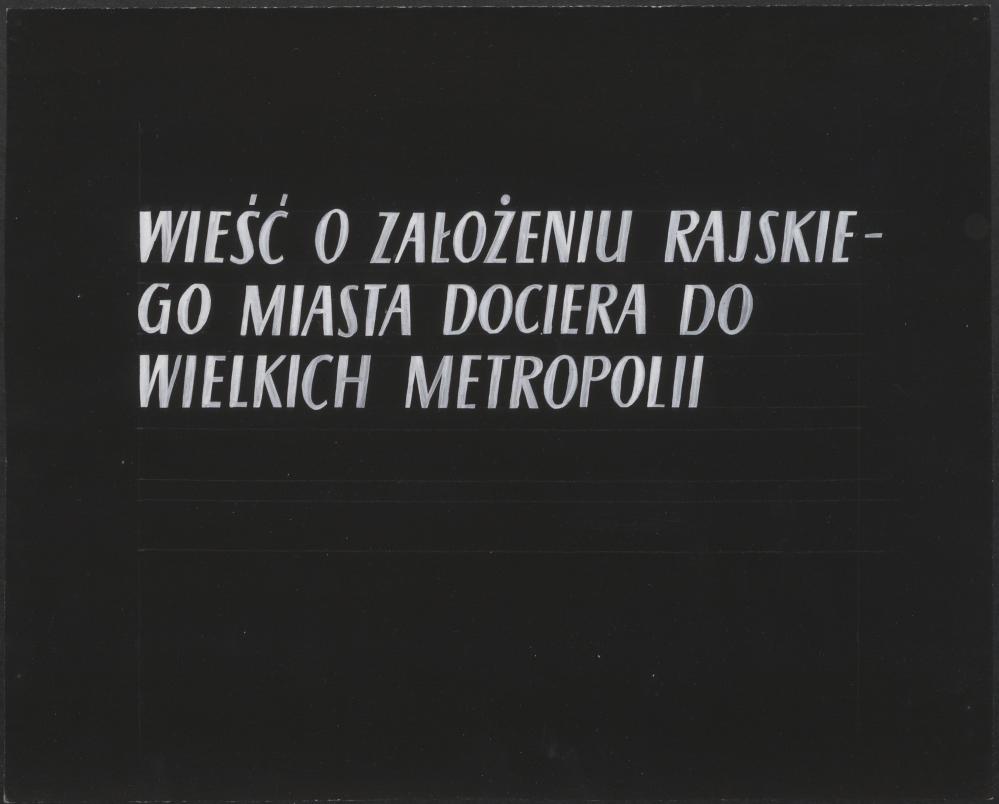 WIEŚĆ O ZAŁOŻENIU RAJSKIE-
GO MIASTA DOCIERA DO
WIELKICH METROPOLII